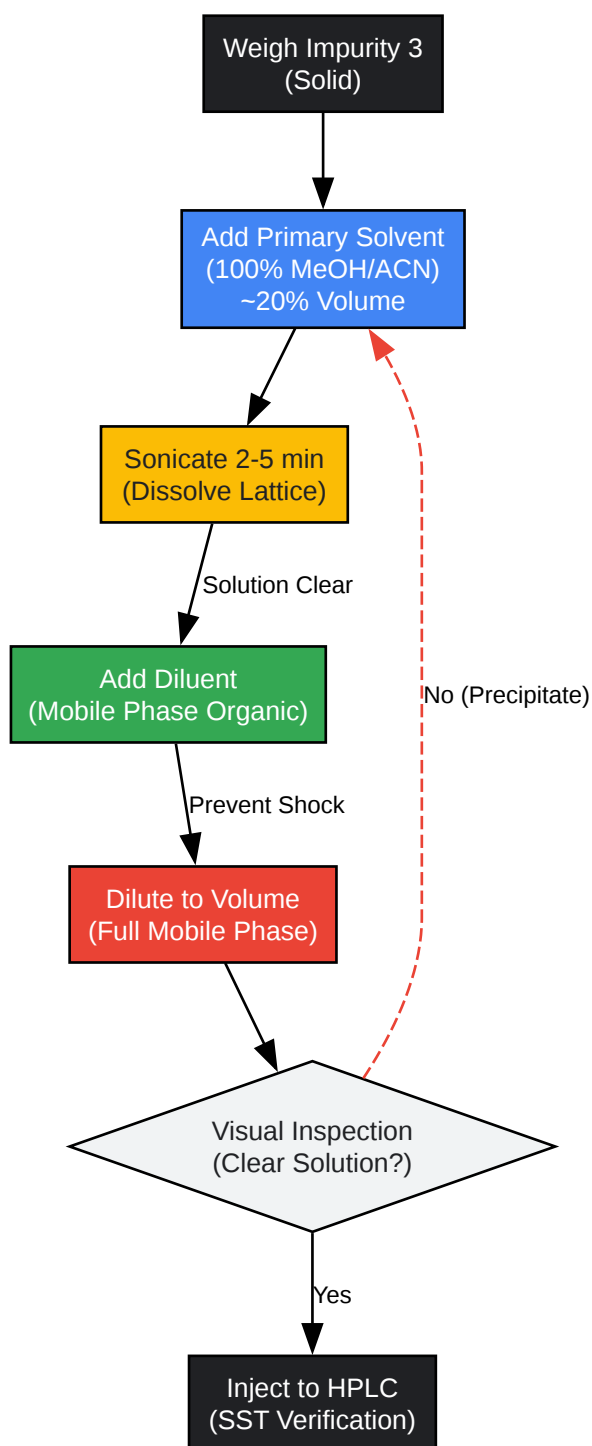 Weigh Impurity 3
(Solid)
Add Primary Solvent
(100% MeOH/ACN)
~20% Volume
Sonicate 2-5 min
(Dissolve Lattice)
Solution Clear
Add Diluent
(Mobile Phase Organic)
No (Precipitate)
Prevent Shock
Dilute to Volume
(Full Mobile Phase)
Visual Inspection
(Clear Solution?)
Yes
Inject to HPLC
(SST Verification)